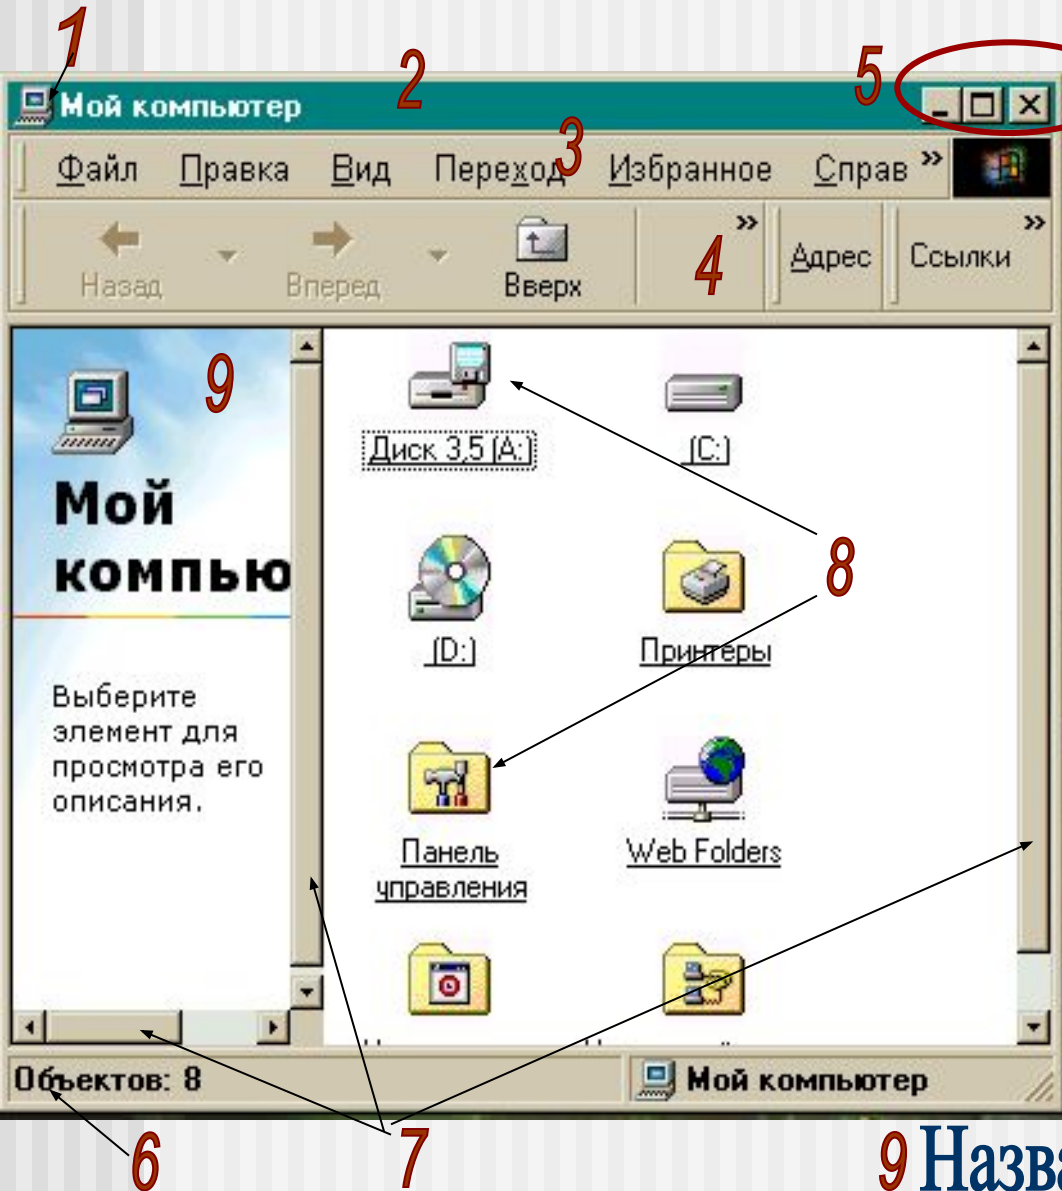 1
2
5
Мой компьютер
3
Файл Правка Вид Переход Избранное Справ »
4
Назад Вперед Вверх » Адрес Ссылки »
9
Диск 3,5 (A:) (C:)
Мой
компью
8
(D:) Принтеры
Выберите
элемент для
просмотра его
описания.
Панель
управления
Web Folders
Объектов: 8 Мой компьютер
6 7
9 Назва